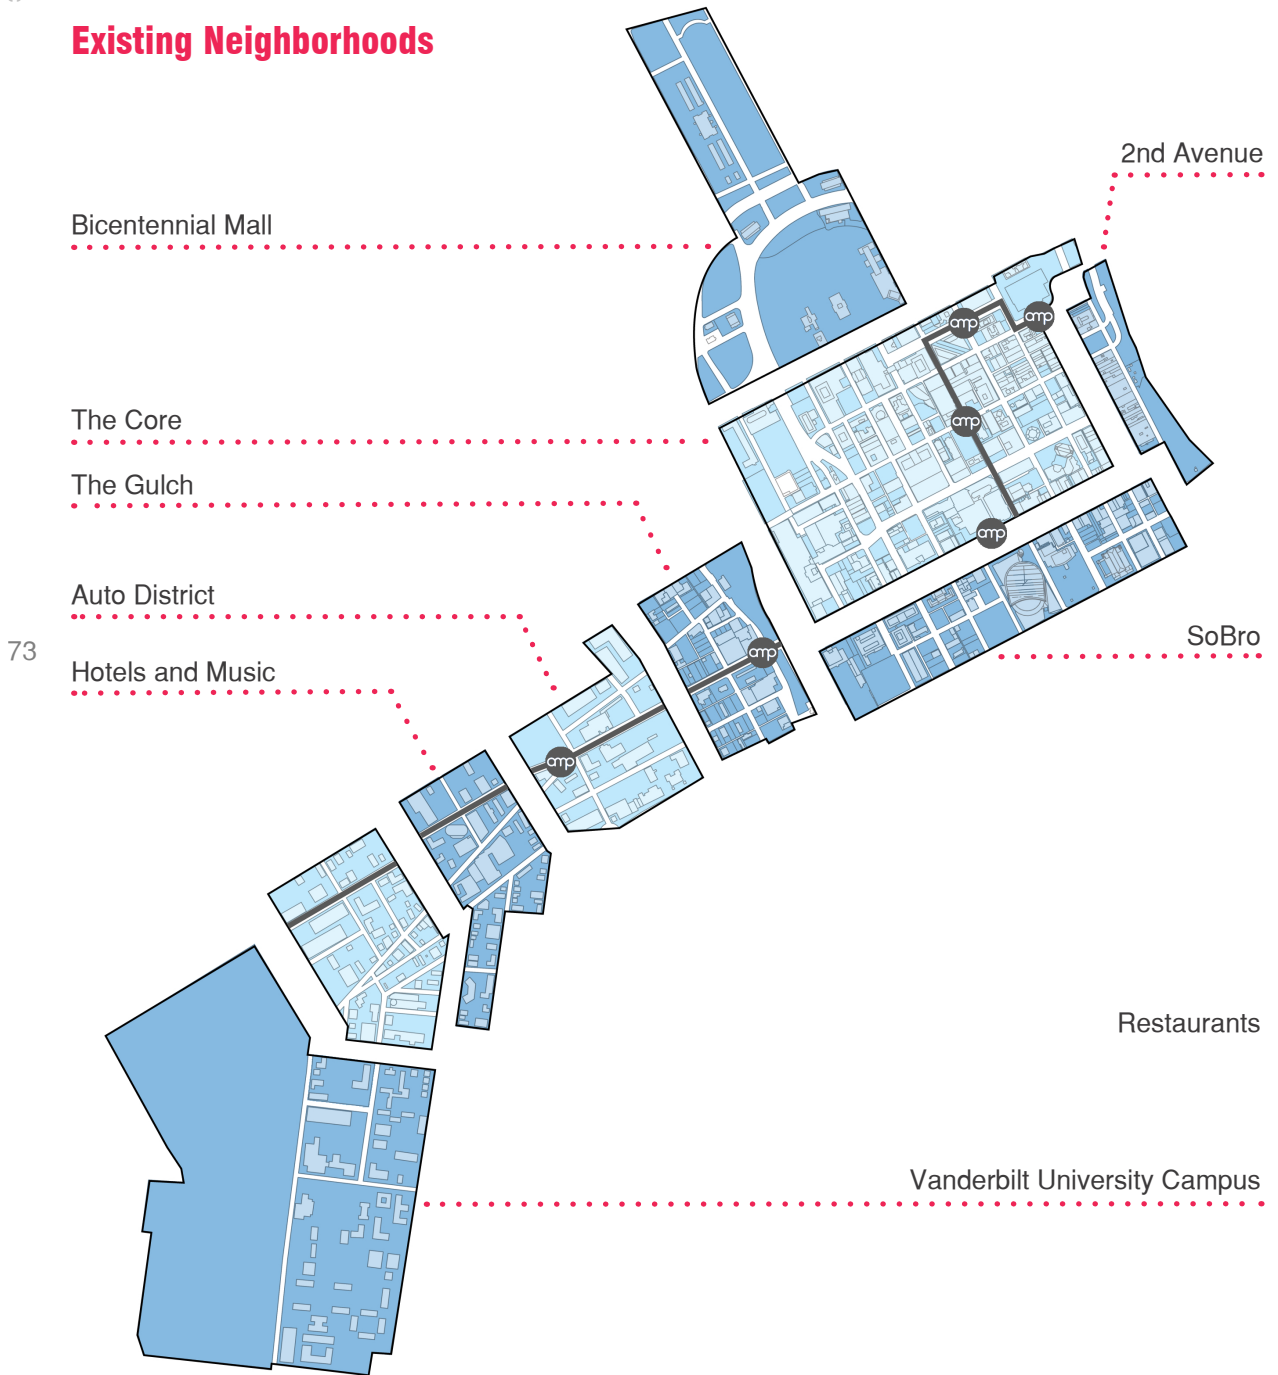 Existing Neighborhoods
2nd Avenue
Bicentennial Mall
amp
amp
The Core
amp
The Gulch
amp
Auto District
SoBro
73
amp
Hotels and Music
amp
Restaurants
Vanderbilt University Campus